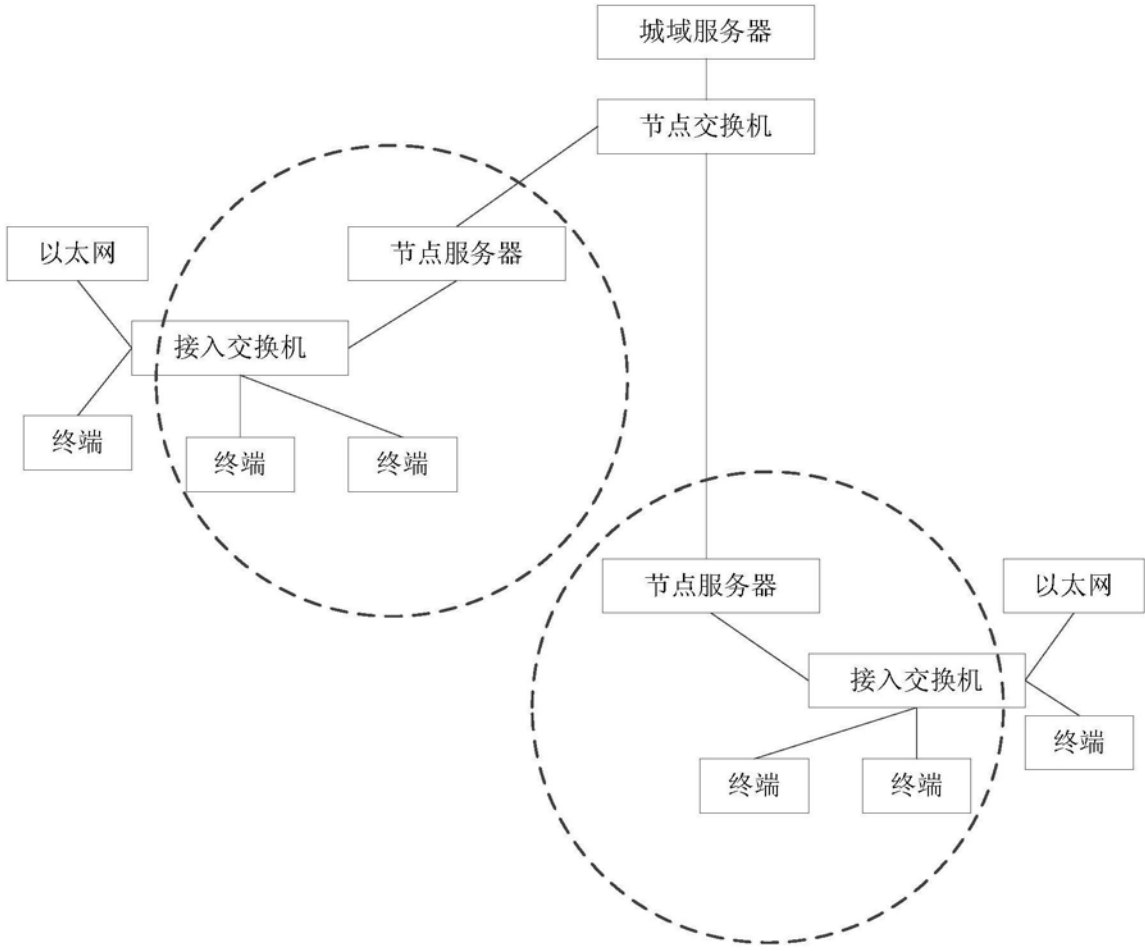 城域服务器
节点交换机
以太网
节点服务器
接入交换机
终端
终端
终端
节点服务器
以太网
接入交换机
终端
终端
终端